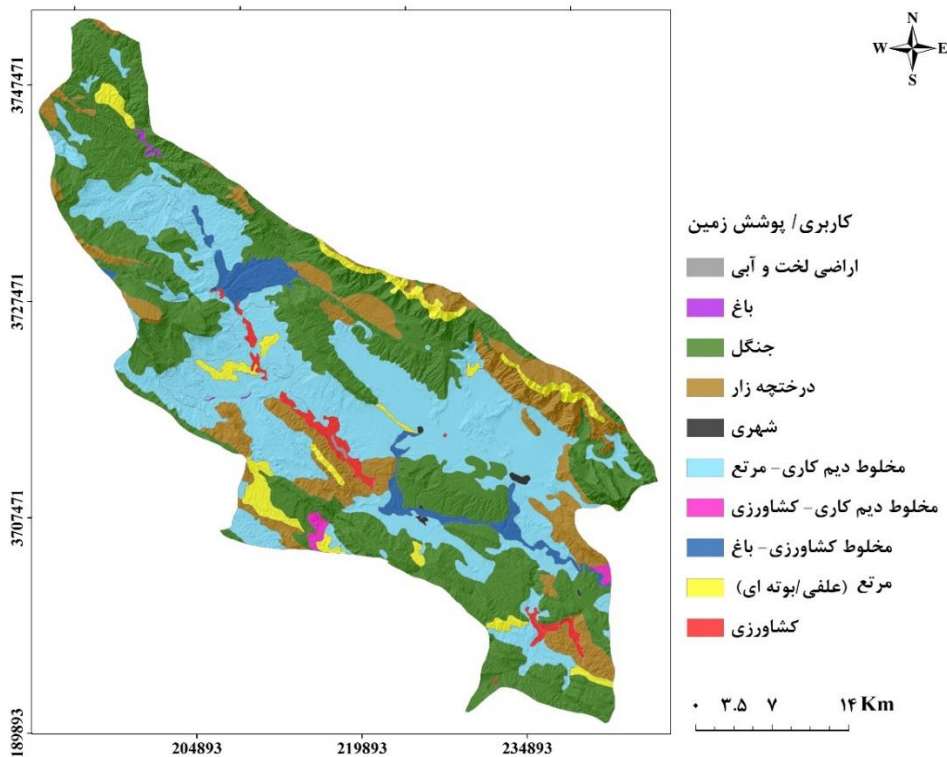 N
W E
S
3747471
3727471
3707471
189893
204893
219893
234893
کاربری/ پوشش زمین
اراضی لخت و آبی
باغ
جنگل
درختچه زار
شهری
مخلوط دیم کاری- مرتع
مخلوط دیم کاری- کشاورزی
مخلوط کشاورزی- باغ
مرتع (علفی/بوته ای)
کشاورزی
۰ ۳.۵ ۷ ۱۴ Km